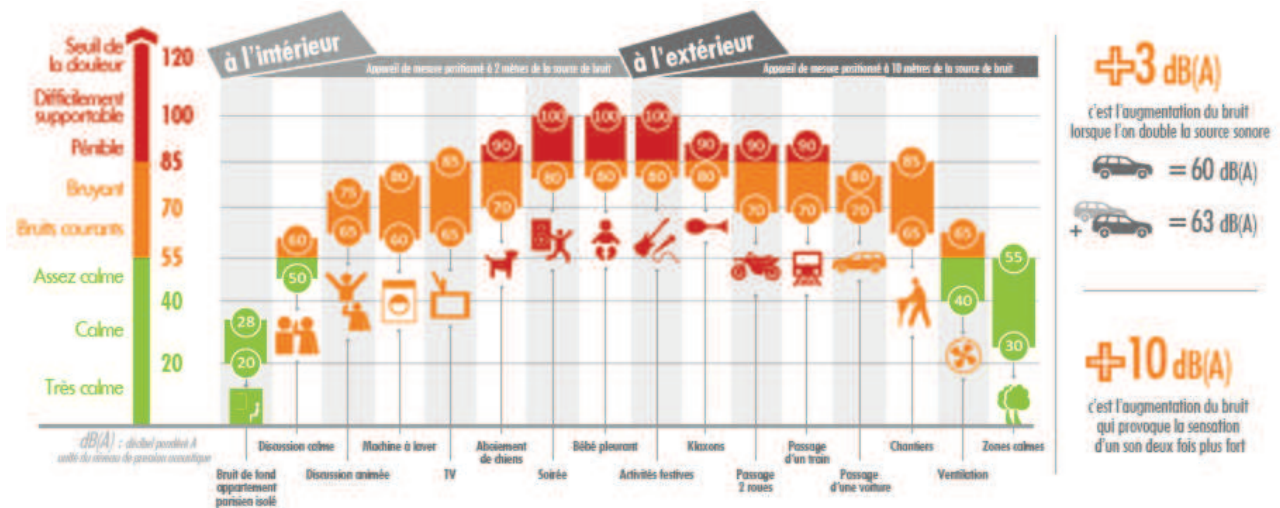 Seuil de
la douleur
120
Difficilement
supportable
100
Pénible
85
Bruyant
70
Bruits courants
55
Assez calme
40
Calme
20
Très calme
dB(A) : décibel pondéré A
unité du niveau de pression acoustique
à l'intérieur
Appareil de mesure positionné à 2 mètres de la source de bruit
à l'extérieur
Appareil de mesure positionné à 10 mètres de la source de bruit
28
20
Bruit de fond
appartement
parisien isolé
60
50
Discussion calme
75
65
Discussion animée
80
60
Machine à laver
85
65
TV
90
70
Aboiement
de chiens
100
80
Soirée
100
80
Bébé pleurant
100
80
Activités festives
90
80
Klaxons
90
70
Passage
2 roues
90
70
Passage
d'un train
80
70
Passage
d'une voiture
85
65
Chantiers
65
40
Ventilation
55
30
Zones calmes
+3 dB(A)
c'est l'augmentation du bruit
lorsque l'on double la source sonore
= 60 dB(A)
+ = 63 dB(A)
+10 dB(A)
c'est l'augmentation du bruit
qui provoque la sensation
d'un son deux fois plus fort